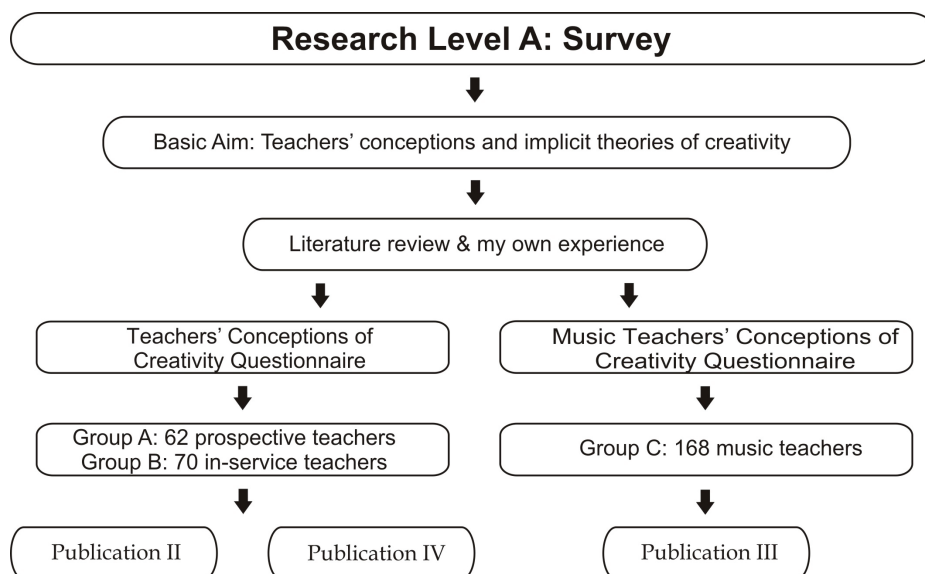 Research Level A: Survey
Basic Aim: Teachers’ conceptions and implicit theories of creativity
Literature review & my own experience
Teachers’ Conceptions of
Creativity Questionnaire
Music Teachers’ Conceptions of
Creativity Questionnaire
Group A: 62 prospective teachers
Group B: 70 in-service teachers
Group C: 168 music teachers
Publication II
Publication IV
Publication III